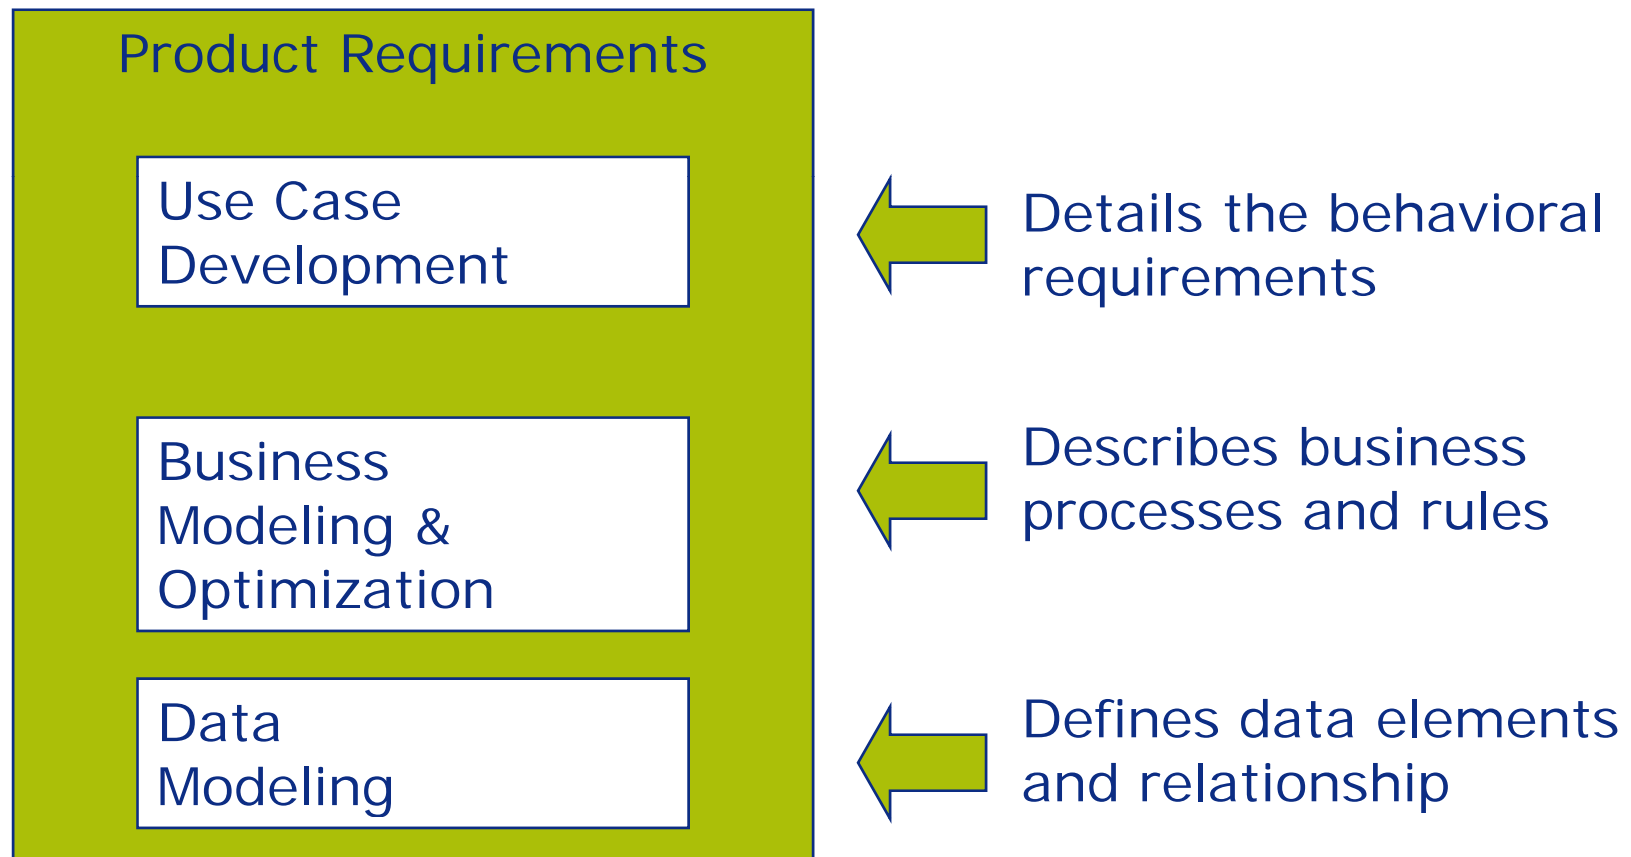 Product Requirements
Use Case
Development
Details the behavioral
requirements
Business
Modeling &
Optimization
Describes business
processes and rules
Data
Modeling
Defines data elements
and relationship